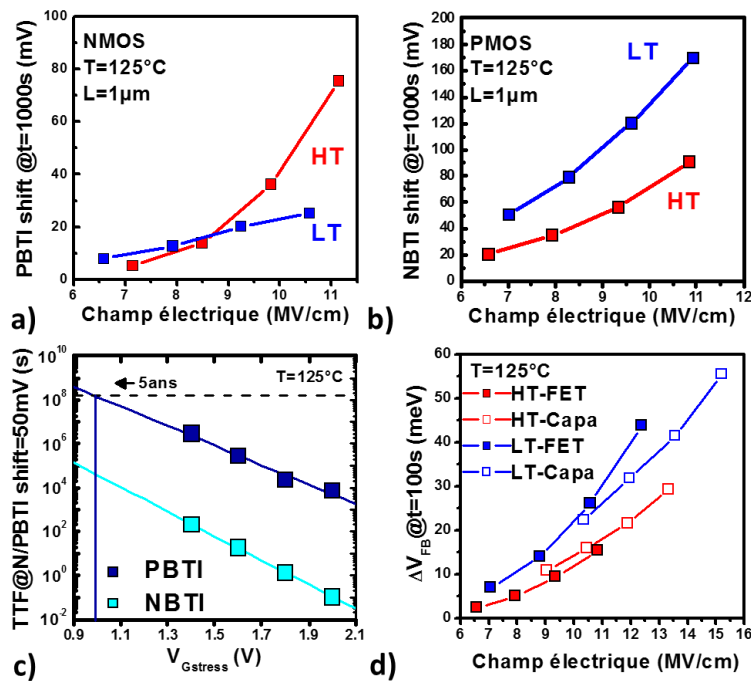 100
80
60
40
20
0
PBTI shift @t=1000s (mV)
NMOS
T=125°C
L=1µm
HT
LT
7
8
9
10
11
Champ électrique (MV/cm)
a)
200
180
160
140
120
100
80
60
40
20
0
NBTI shift @t=1000s (mV)
PMOS
T=125°C
L=1µm
LT
HT
6
7
8
9
10
11
12
Champ électrique (MV/cm)
b)
10^10
10^8
10^6
10^4
10^2
10^0
10^-2
TTF@N/PBTI shift=50mV (s)
5ans
T=125°C
PBTI
NBTI
0.9
1.1
1.3
1.5
1.7
1.9
2.1
V_Gstress (V)
c)
60
50
40
30
20
10
0
ΔV_FB@t=100s (meV)
T=125°C
HT-FET
HT-Capa
LT-FET
LT-Capa
6
7
8
9
10
11
12
13
14
15
16
Champ électrique (MV/cm)
d)